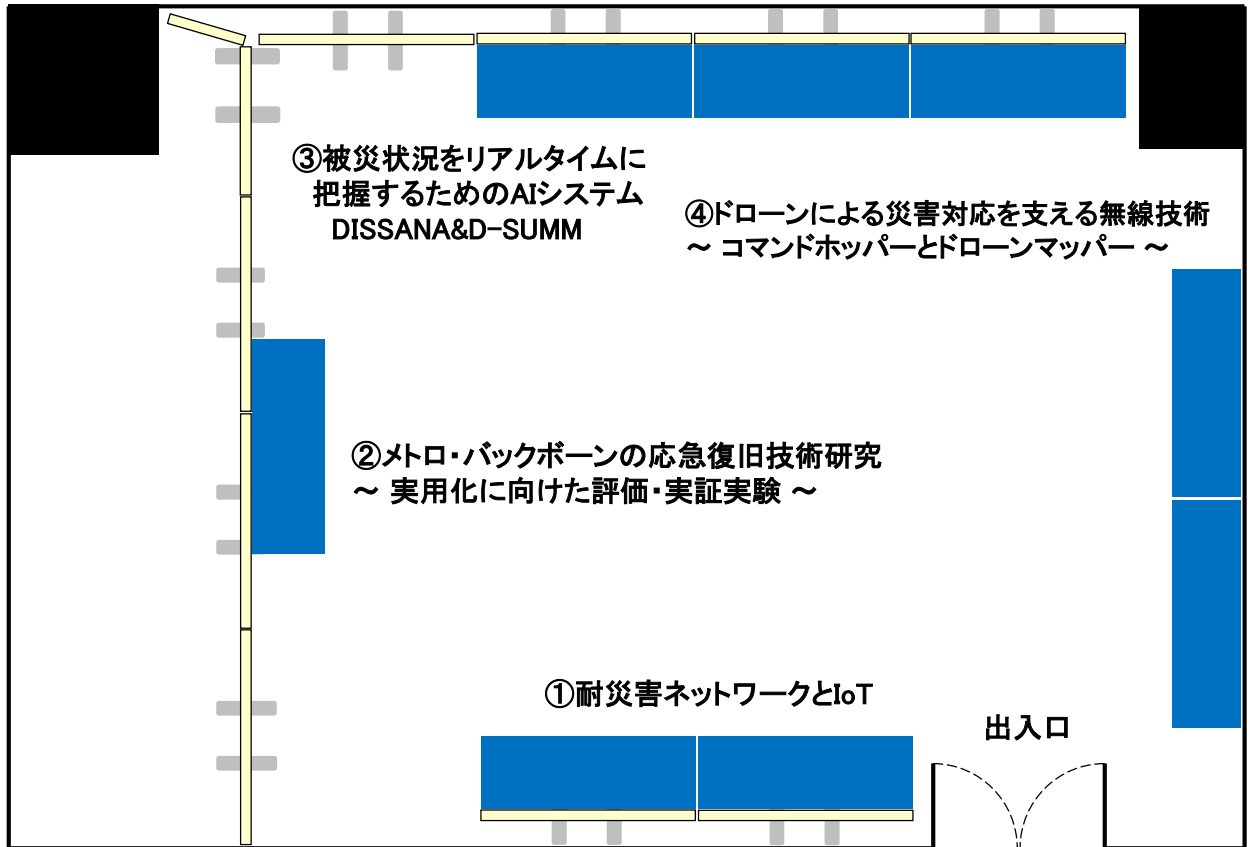 ③被災状況をリアルタイムに
把握するためのAIシステム
DISSANA&D-SUMM
④ドローンによる災害対応を支える無線技術
～ コマンドホッパーとドローンマッパー ～
②メトロ・バックボーンの応急復旧技術研究
～ 実用化に向けた評価・実証実験 ～
①耐災害ネットワークとIoT
出入口